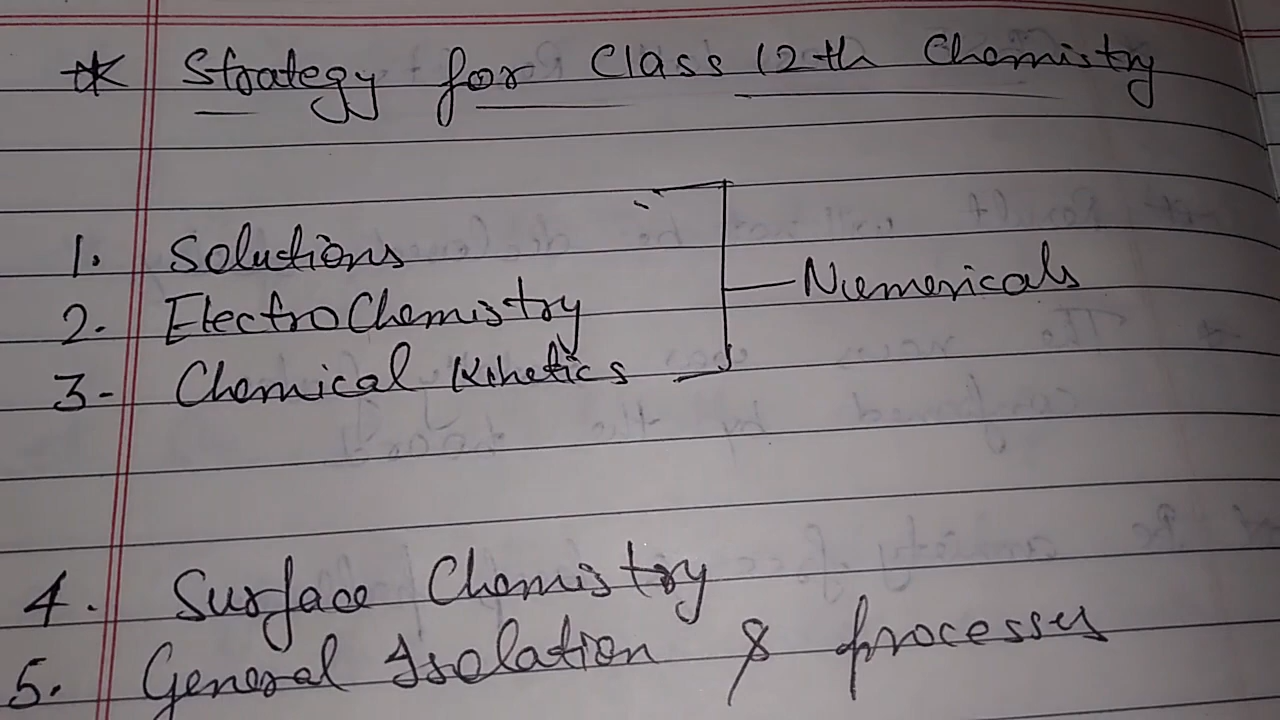 * Strategy for Class 12th Chemistry
1. Solutions
2. ElectroChemistry
3- Chemical Kinetics
Numericals
4. Surface Chemistry
5. General Isolation & processes